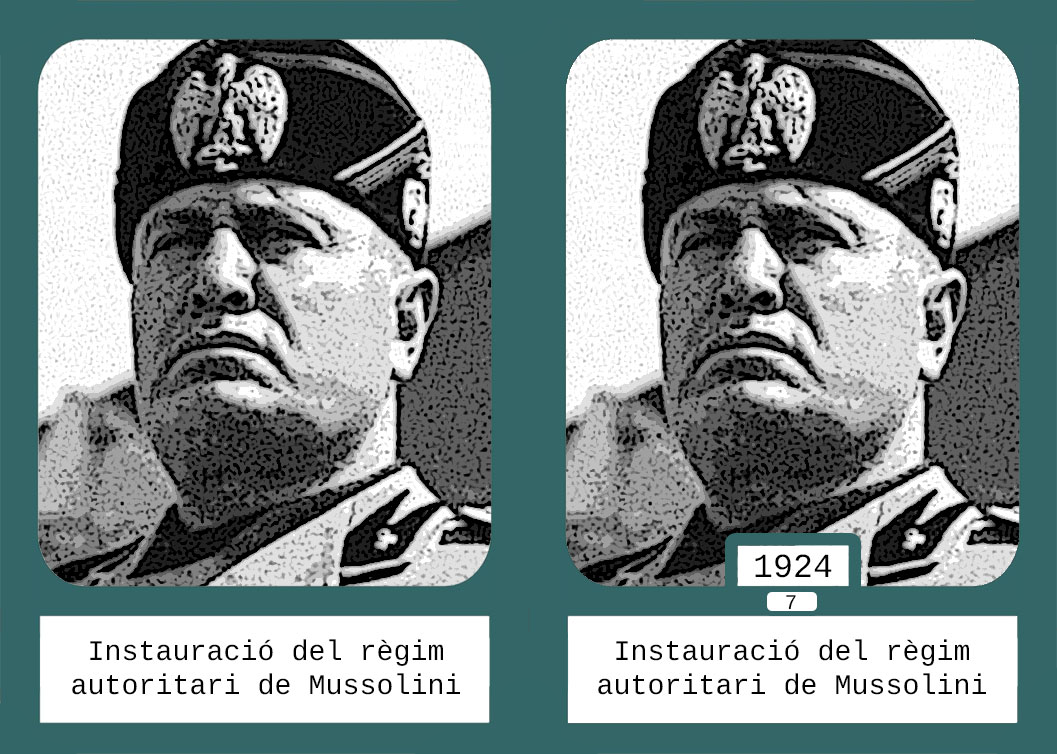 Instauració del règim
autoritari de Mussolini
1924
7
Instauració del règim
autoritari de Mussolini